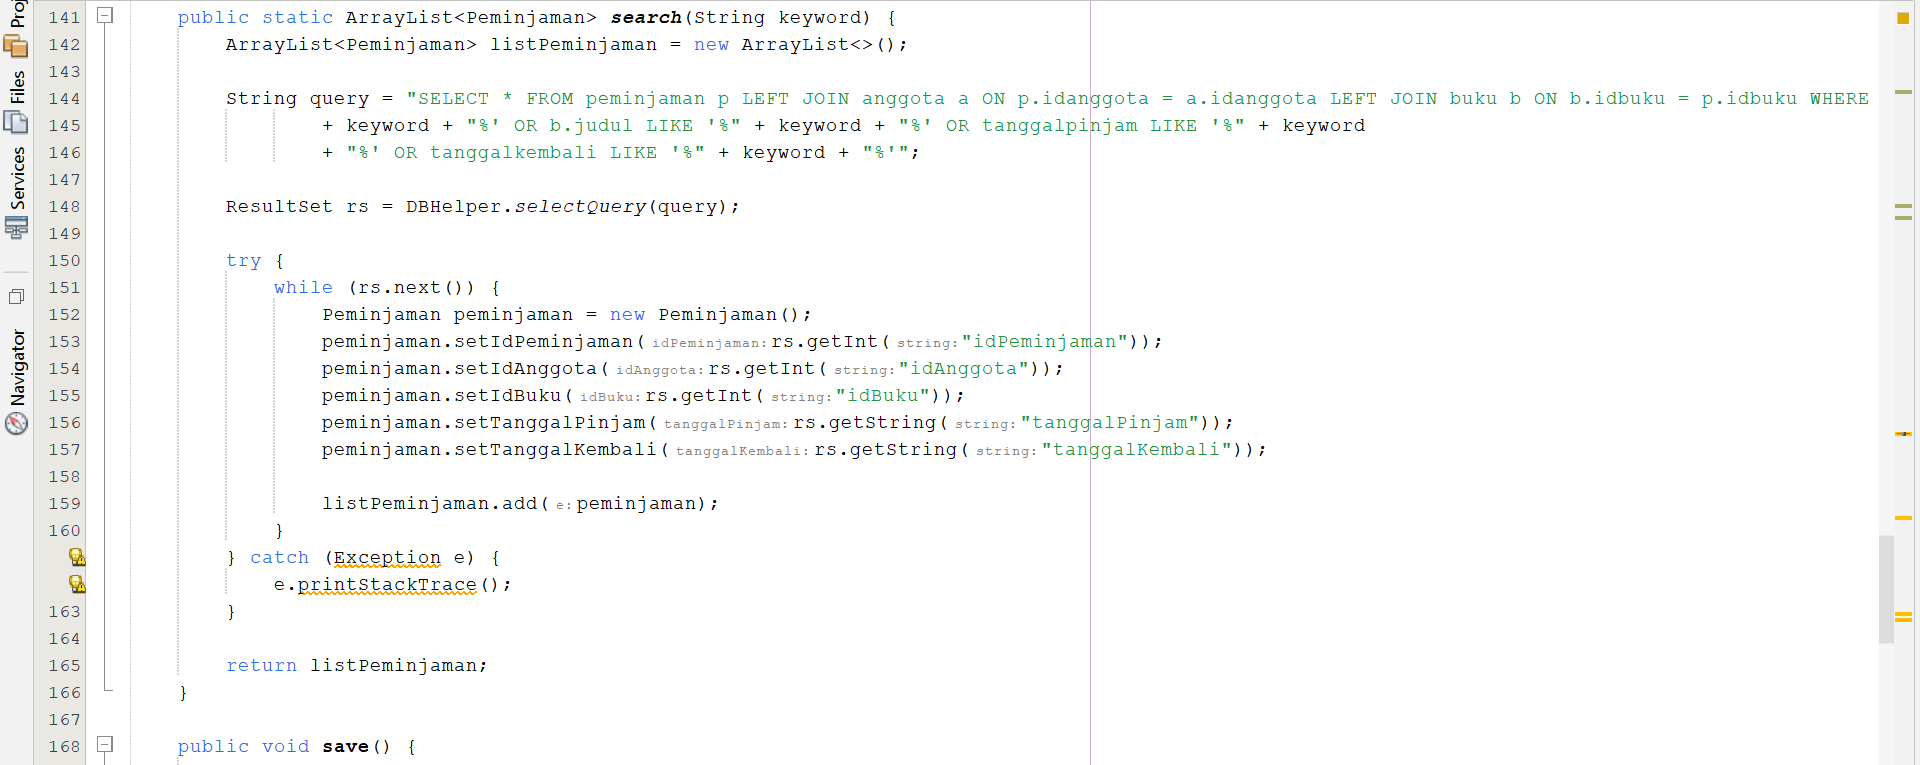 Proj
Files
Services
Navigator
141 public static ArrayList<Peminjaman> search(String keyword) {
142 ArrayList<Peminjaman> listPeminjaman = new ArrayList<>();
143
144 String query = "SELECT * FROM peminjaman p LEFT JOIN anggota a ON p.idanggota = a.idanggota LEFT JOIN buku b ON b.idbuku = p.idbuku WHERE
145 + keyword + "%' OR b.judul LIKE '%" + keyword + "%' OR tanggalpinjam LIKE '%" + keyword
146 + "%' OR tanggalkembali LIKE '%" + keyword + "%'";
147
148 ResultSet rs = DBHelper.selectQuery(query);
149
150 try {
151 while (rs.next()) {
152 Peminjaman peminjaman = new Peminjaman();
153 peminjaman.setIdPeminjaman( idPeminjaman: rs.getInt( string: "idPeminjaman"));
154 peminjaman.setIdAnggota( idAnggota: rs.getInt( string: "idAnggota"));
155 peminjaman.setIdBuku( idBuku: rs.getInt( string: "idBuku"));
156 peminjaman.setTanggalPinjam( tanggalPinjam: rs.getString( string: "tanggalPinjam"));
157 peminjaman.setTanggalKembali( tanggalKembali: rs.getString( string: "tanggalKembali"));
158
159 listPeminjaman.add( e: peminjaman);
160 }
} catch (Exception e) {
e.printStackTrace();
163 }
164
165 return listPeminjaman;
166 }
167
168 public void save() {